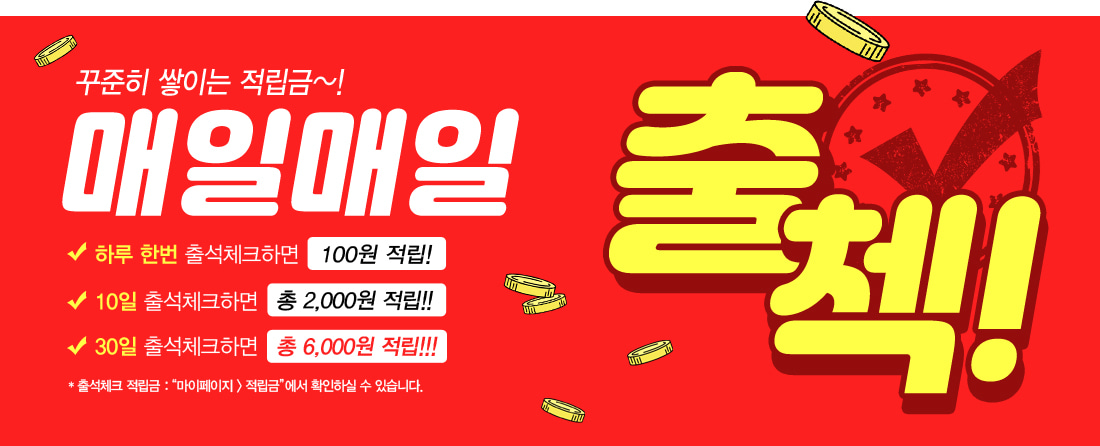 꾸준히 쌓이는 적립금~!
매일매일
하루 한번 출석체크하면 100원 적립!
10일 출석체크하면 총 2,000원 적립!!
30일 출석체크하면 총 6,000원 적립!!!
* 출석체크 적립금 : “마이페이지 > 적립금”에서 확인하실 수 있습니다.
출
첵!